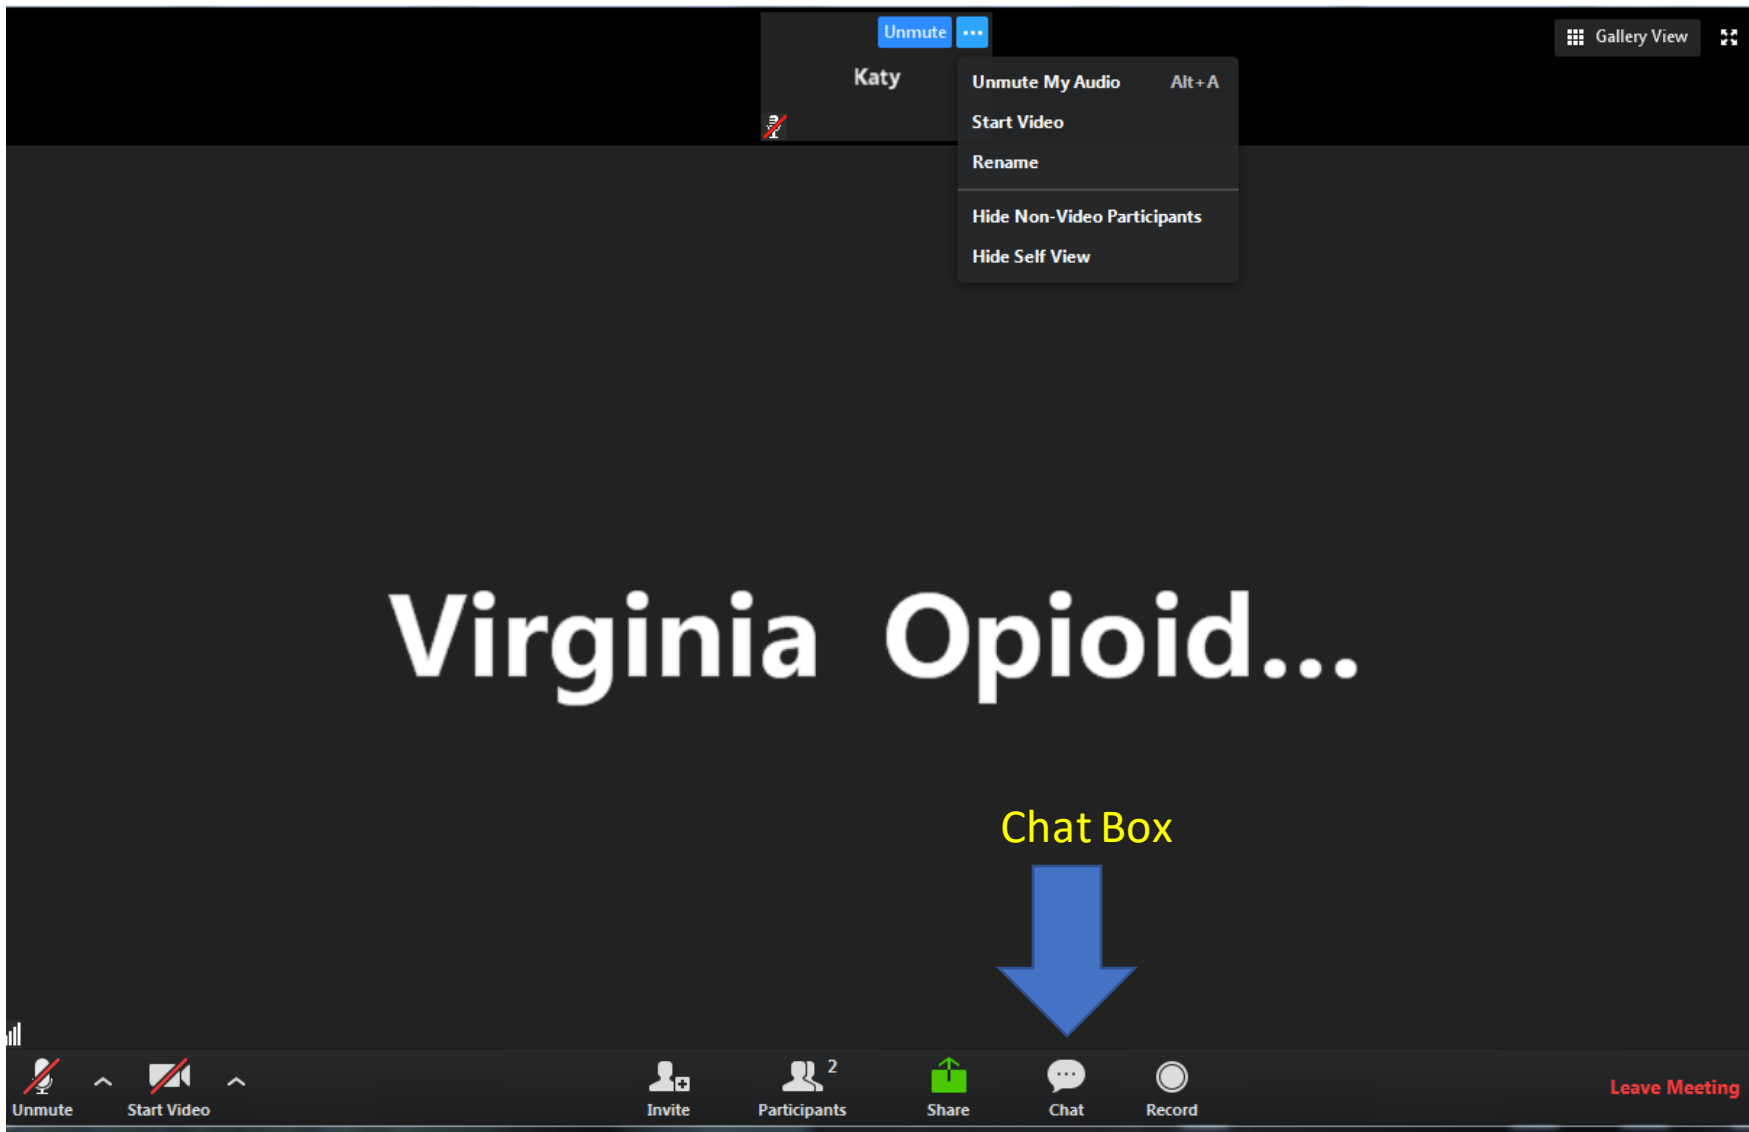 Unmute
Gallery View
Katy
Unmute My Audio Alt+A
Start Video
Rename
Hide Non-Video Participants
Hide Self View
Virginia Opioid...
Chat Box
2
Unmute
Start Video
Invite
Participants
Share
Chat
Record
Leave Meeting